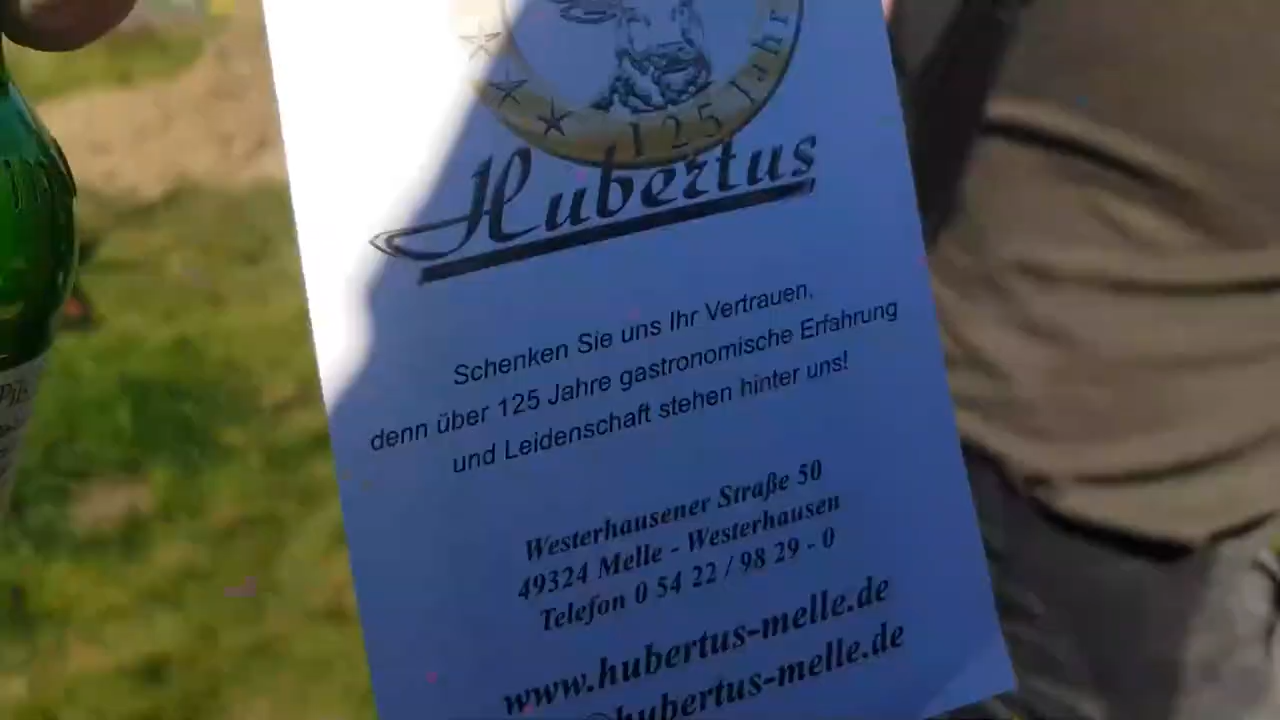 125 Jahr
Hubertus
Schenken Sie uns Ihr Vertrauen,
denn über 125 Jahre gastronomische Erfahrung
und Leidenschaft stehen hinter uns!
Westerhausener Straße 50
49324 Melle - Westerhausen
Telefon 0 54 22 / 98 29 - 0
www.hubertus-melle.de
@hubertus-melle.de